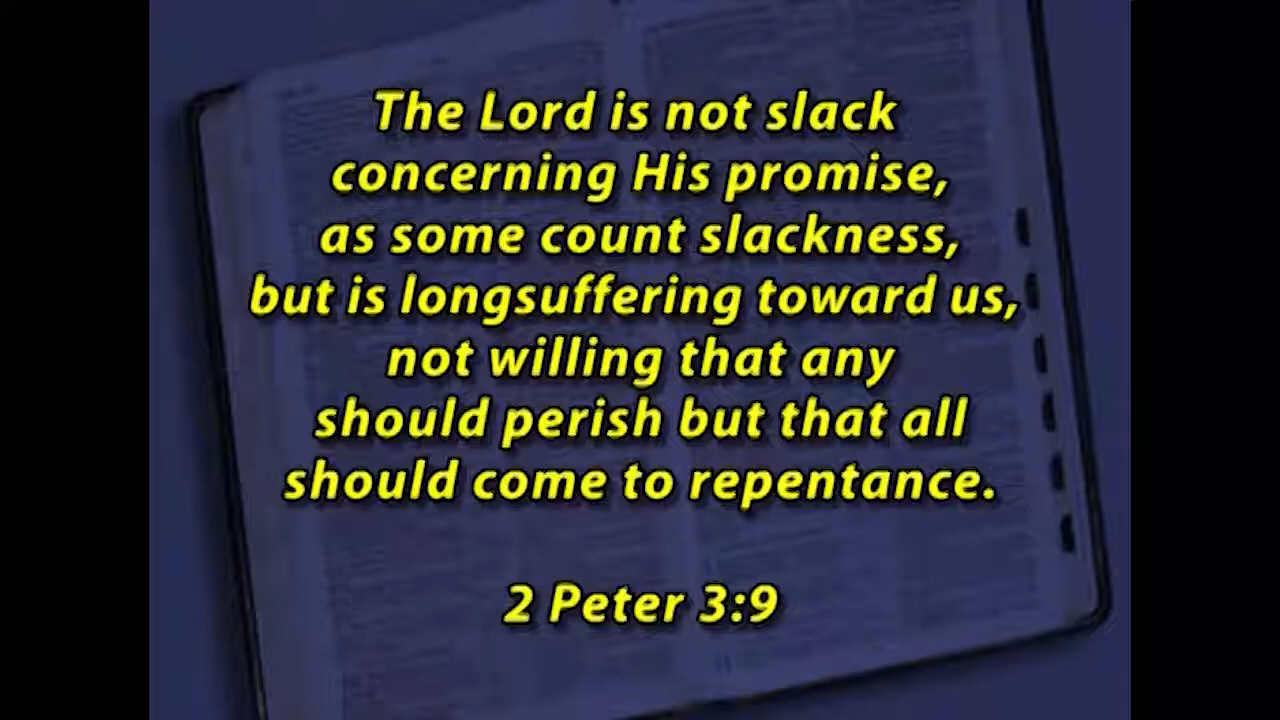 The Lord is not slack
concerning His promise,
as some count slackness,
but is longsuffering toward us,
not willing that any
should perish but that all
should come to repentance.
2 Peter 3:9